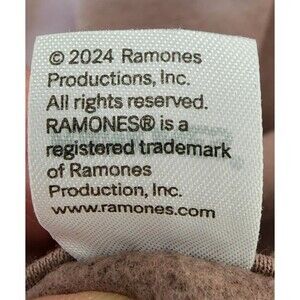 © 2024 Ramones
Productions, Inc.
All rights reserved.
RAMONES® is a
registered trademark
of Ramones
Production, Inc.
www.ramones.com